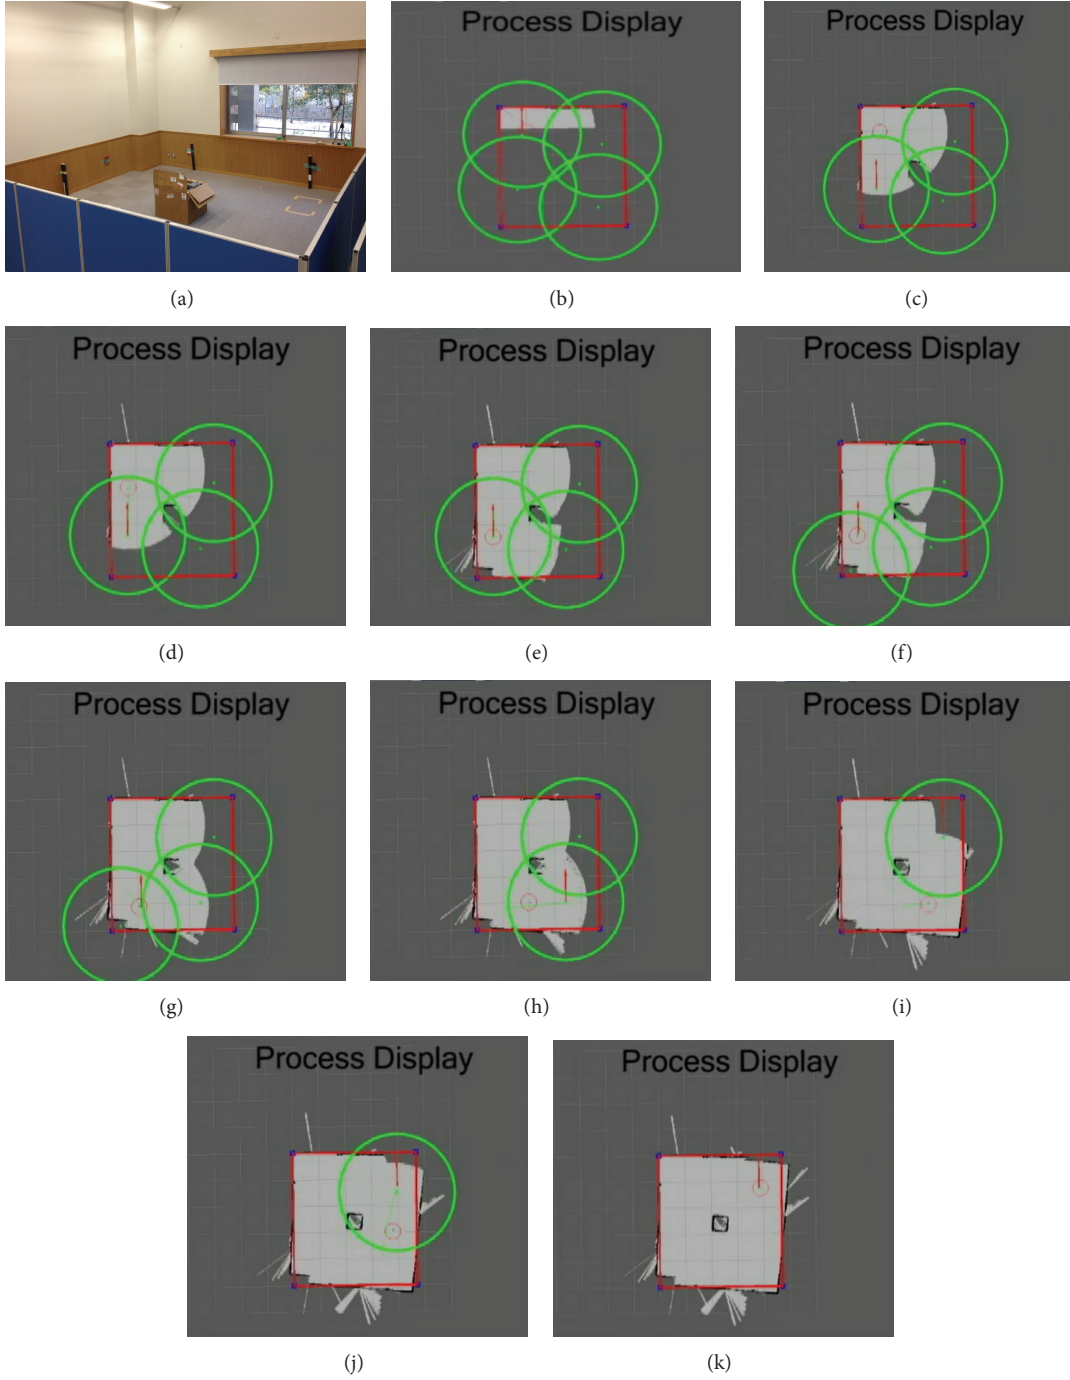 Process Display
Process Display
(a)
(b)
(c)
Process Display
Process Display
Process Display
(d)
(e)
(f)
Process Display
Process Display
Process Display
(g)
(h)
(i)
Process Display
Process Display
(j)
(k)